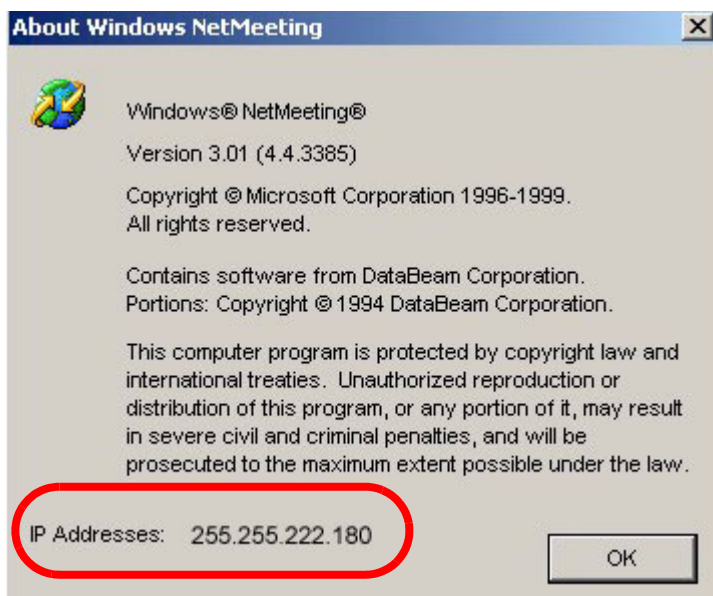 About Windows NetMeeting
Windows® NetMeeting®
Version 3.01 (4.4.3385)
Copyright © Microsoft Corporation 1996-1999.
All rights reserved.
Contains software from DataBeam Corporation.
Portions: Copyright © 1994 DataBeam Corporation.
This computer program is protected by copyright law and
international treaties.  Unauthorized reproduction or
distribution of this program, or any portion of it, may result
in severe civil and criminal penalties, and will be
prosecuted to the maximum extent possible under the law.
IP Addresses: 255.255.222.180
OK